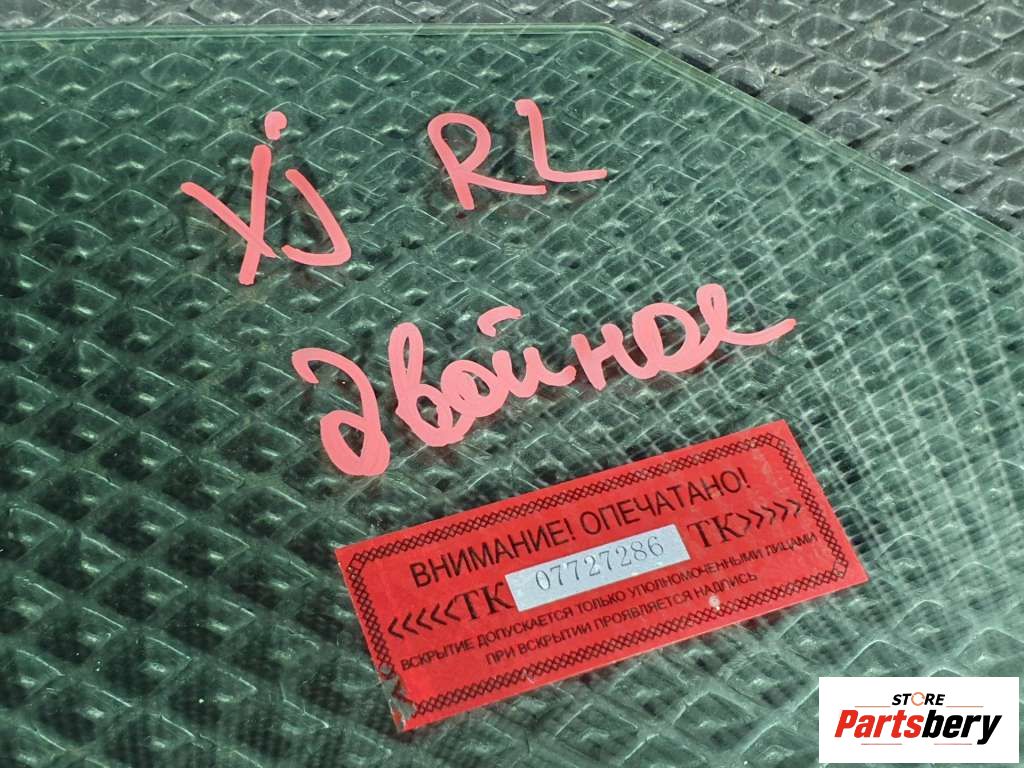 XJ RL
двойное
ВНИМАНИЕ! ОПЕЧАТАНО!
<<<<<ТК 07727286 ТК>>>>>
ВСКРЫТИЕ ДОПУСКАЕТСЯ ТОЛЬКО УПОЛНОМОЧЕННЫМИ ЛИЦАМИ
ПРИ ВСКРЫТИИ ПРОЯВЛЯЕТСЯ НАДПИСЬ
STORE
Partsbery